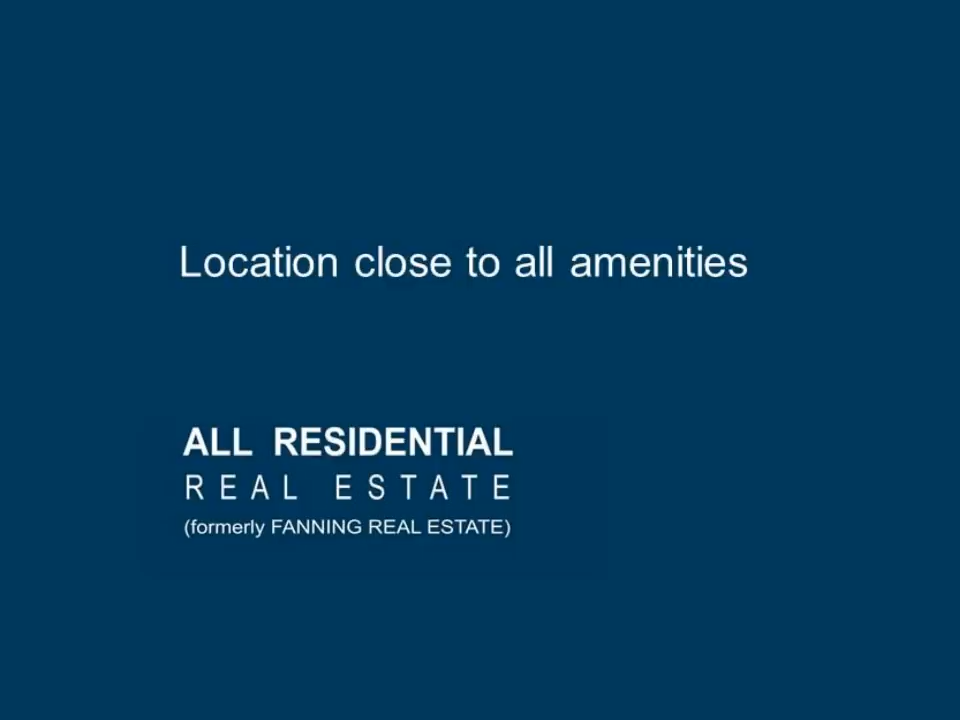 Location close to all amenities
ALL RESIDENTIAL
REAL ESTATE
(formerly FANNING REAL ESTATE)